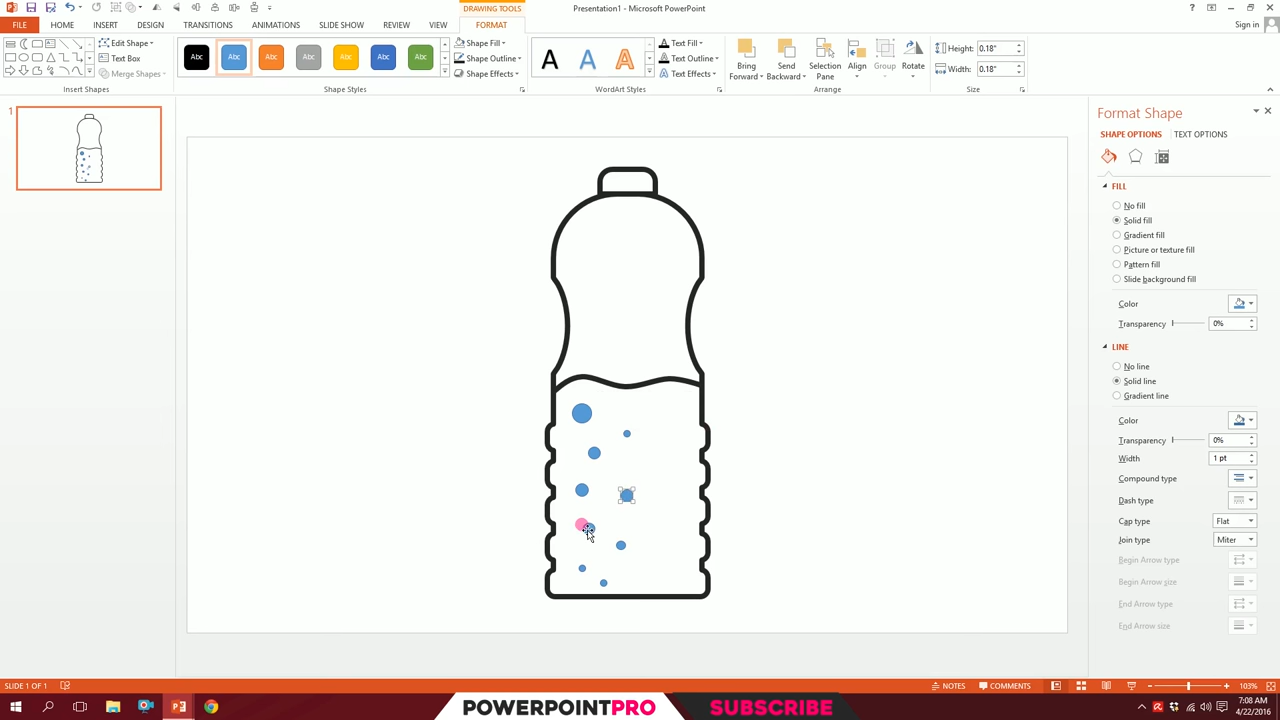 DRAWING TOOLS
Presentation1 - Microsoft PowerPoint
FILE HOME INSERT DESIGN TRANSITIONS ANIMATIONS SLIDE SHOW REVIEW VIEW FORMAT
Sign in
Edit Shape
Text Box
Merge Shapes
Insert Shapes
Abc Abc Abc Abc Abc Abc Abc
Shape Styles
Shape Fill
Shape Outline
Shape Effects
A A A
WordArt Styles
Text Fill
Text Outline
Text Effects
Bring Forward
Send Backward
Selection Pane
Align
Group
Rotate
Arrange
Height: 0.18"
Width: 0.18"
Size
1
Format Shape
SHAPE OPTIONS TEXT OPTIONS
FILL
No fill
Solid fill
Gradient fill
Picture or texture fill
Pattern fill
Slide background fill
Color
Transparency 0%
LINE
No line
Solid line
Gradient line
Color
Transparency 0%
Width 1 pt
Compound type
Dash type
Cap type Flat
Join type Miter
Begin Arrow type
Begin Arrow size
End Arrow type
End Arrow size
SLIDE 1 OF 1
NOTES COMMENTS 103%
POWERPOINTPRO SUBSCRIBE
7:08 AM
4/22/2016